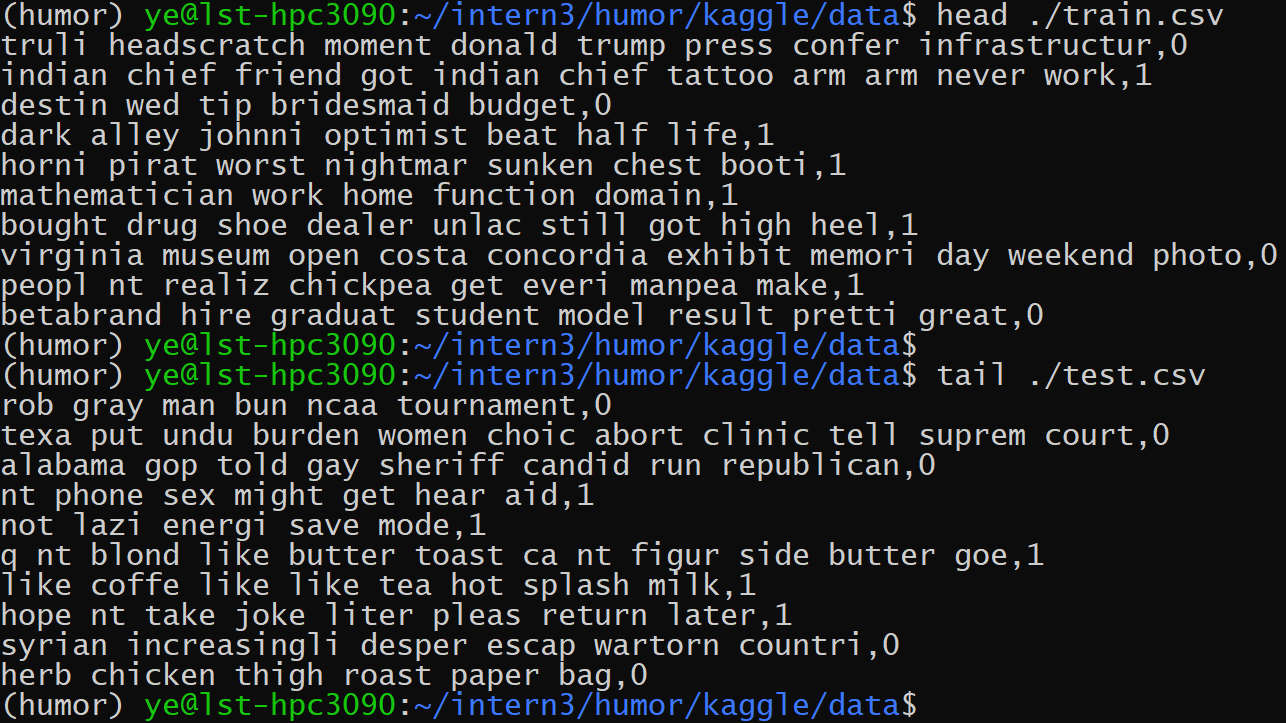 (humor) ye@lst-hpc3090:~/intern3/humor/kaggle/data$ head ./train.csv
truli headscratch moment donald trump press confer infrastructur,0
indian chief friend got indian chief tattoo arm arm never work,1
destin wed tip bridesmaid budget,0
dark alley johnni optimist beat half life,1
horni pirat worst nightmar sunken chest booti,1
mathematician work home function domain,1
bought drug shoe dealer unlac still got high heel,1
virginia museum open costa concordia exhibit memori day weekend photo,0
peopl nt realiz chickpea get everi manpea make,1
betabrand hire graduat student model result pretti great,0
(humor) ye@lst-hpc3090:~/intern3/humor/kaggle/data$
(humor) ye@lst-hpc3090:~/intern3/humor/kaggle/data$ tail ./test.csv
rob gray man bun ncaa tournament,0
texa put undu burden women choic abort clinic tell suprem court,0
alabama gop told gay sheriff candid run republican,0
nt phone sex might get hear aid,1
not lazi energi save mode,1
q nt blond like butter toast ca nt figur side butter goe,1
like coffe like like tea hot splash milk,1
hope nt take joke liter pleas return later,1
syrian increasingli desper escap wartorn countri,0
herb chicken thigh roast paper bag,0
(humor) ye@lst-hpc3090:~/intern3/humor/kaggle/data$